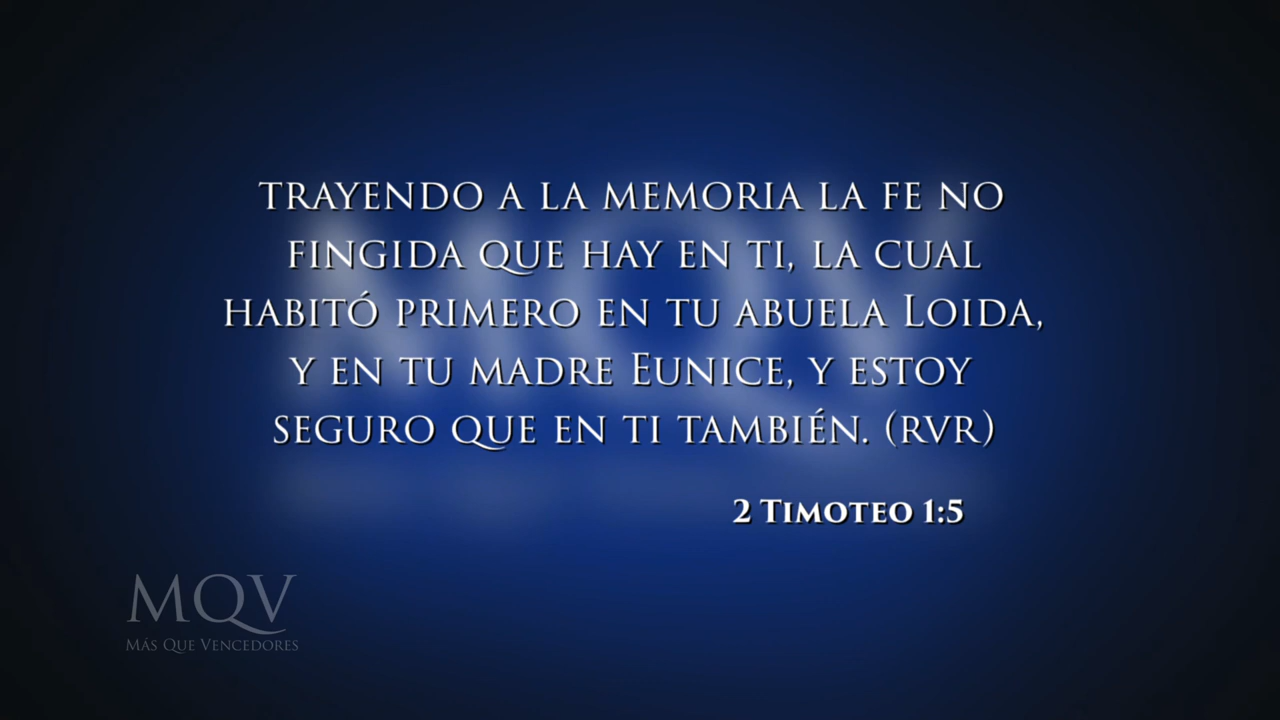 TRAYENDO A LA MEMORIA LA FE NO
FINGIDA QUE HAY EN TI, LA CUAL
HABITÓ PRIMERO EN TU ABUELA LOIDA,
Y EN TU MADRE EUNICE, Y ESTOY
SEGURO QUE EN TI TAMBIÉN. (RVR)
2 TIMOTEO 1:5
MQV
MÁS QUE VENCEDORES